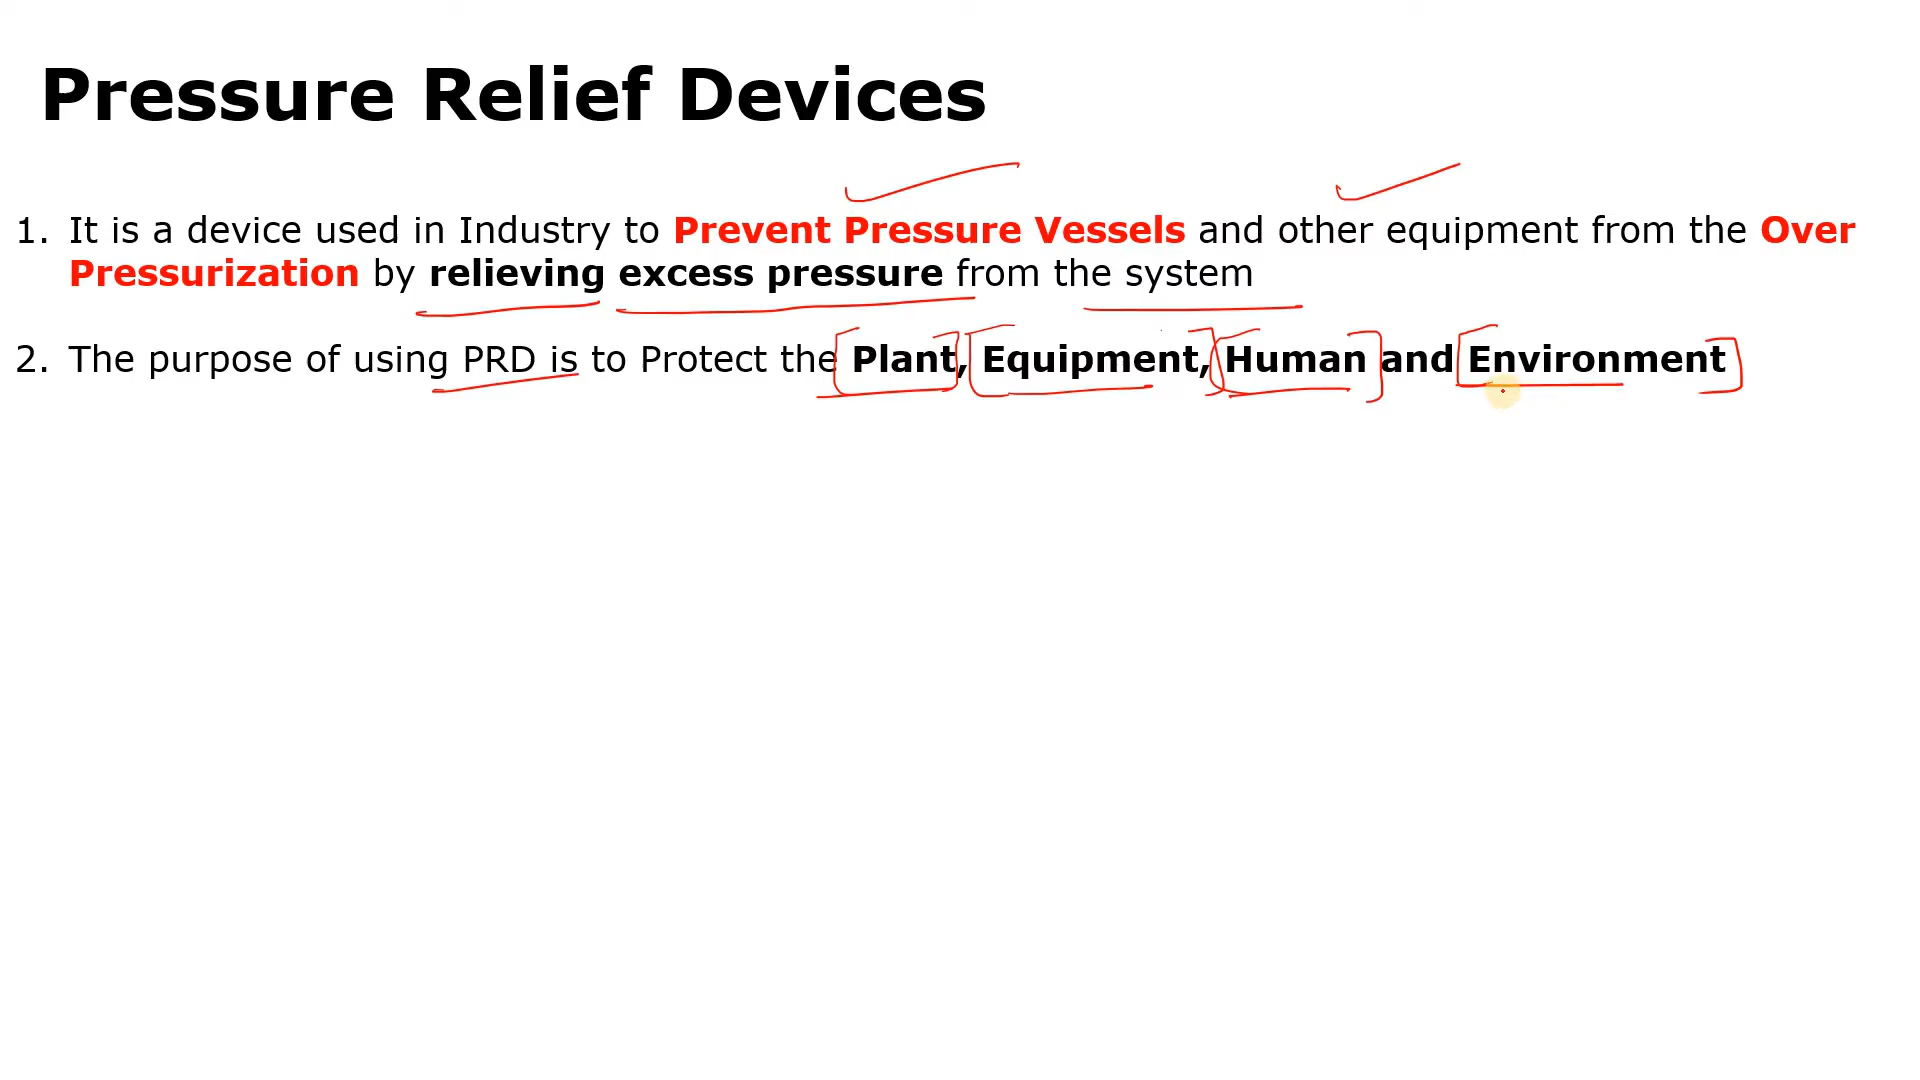 Pressure Relief Devices
1. It is a device used in Industry to Prevent Pressure Vessels and other equipment from the Over
Pressurization by relieving excess pressure from the system
2. The purpose of using PRD is to Protect the Plant, Equipment, Human and Environment